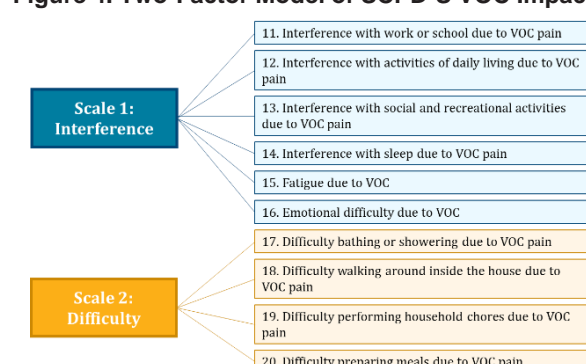 Figure 4. Two-Factor Model of SCPD-S VOC Impac
11. Interference with work or school due to VOC pain
12. Interference with activities of daily living due to VOC
pain
Scale 1:
Interference
13. Interference with social and recreational activities
due to VOC pain
14. Interference with sleep due to VOC pain
15. Fatigue due to VOC
16. Emotional difficulty due to VOC
17. Difficulty bathing or showering due to VOC pain
18. Difficulty walking around inside the house due to
VOC pain
Scale 2:
Difficulty
19. Difficulty performing household chores due to VOC
pain
20. Difficulty preparing meals due to VOC pain